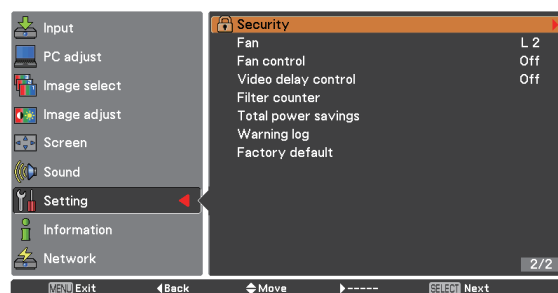 Input
PC adjust
Image select
Image adjust
Screen
Sound
Setting
Information
Network
Security
Fan L 2
Fan control Off
Video delay control Off
Filter counter
Total power savings
Warning log
Factory default
2/2
MENU Exit ◀Back Move ▶----- SELECT Next